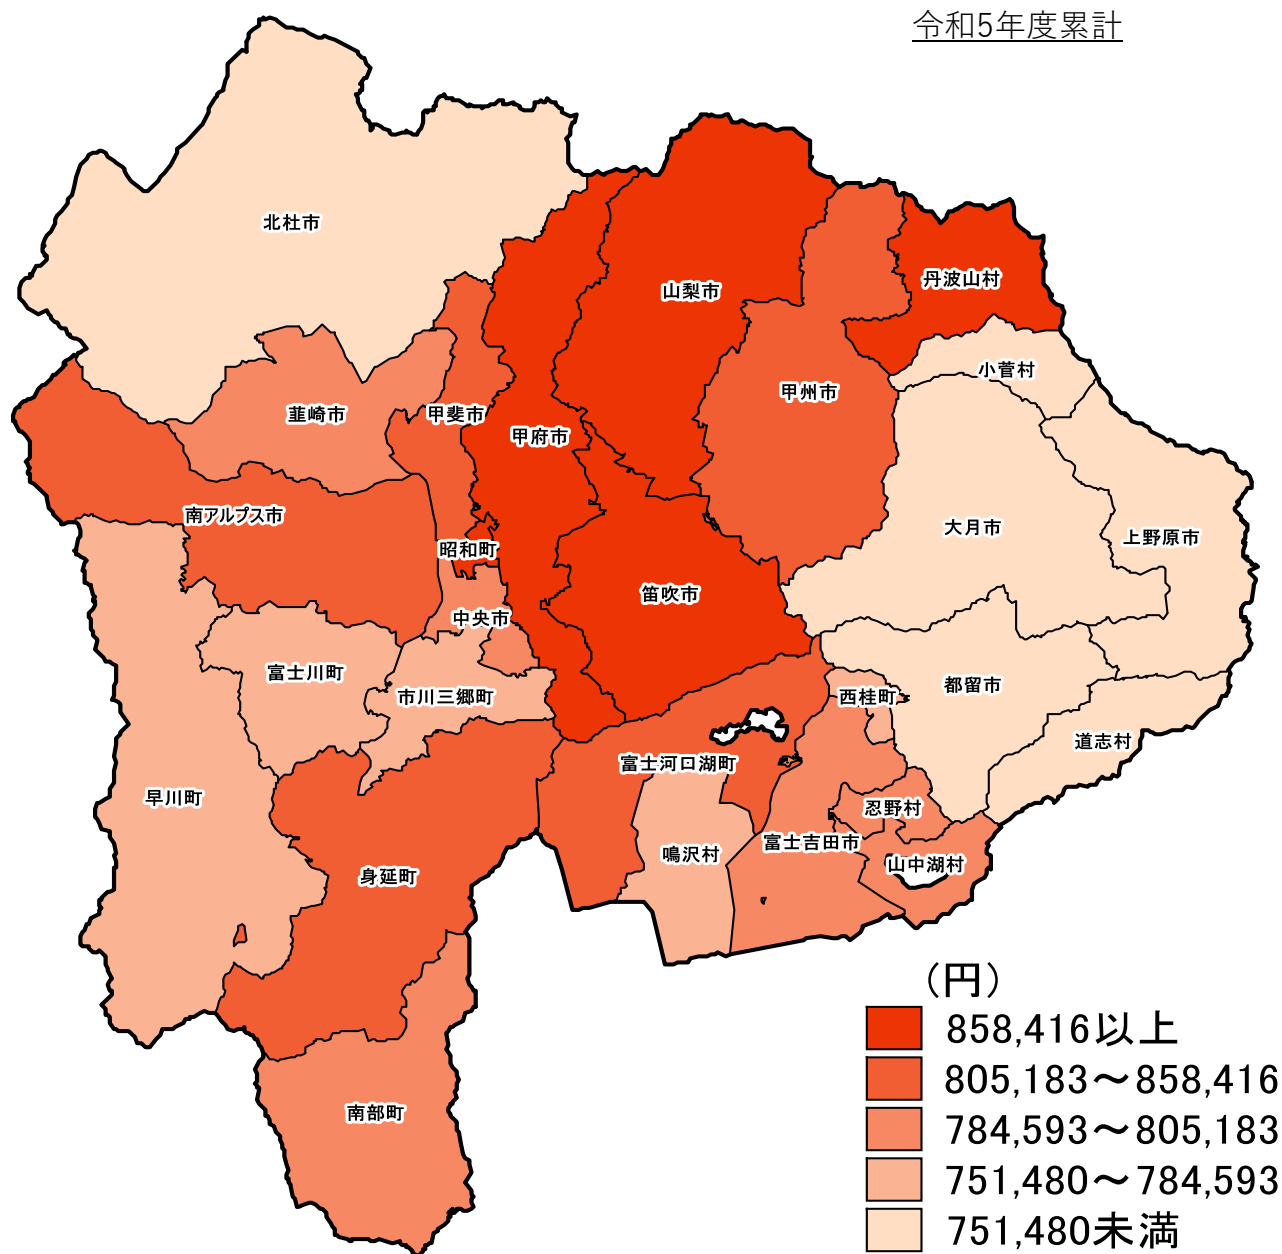 令和5年度累計
北杜市
丹波山村
山梨市
小菅村
甲州市
韮崎市
甲斐市
甲府市
南アルプス市
大月市
上野原市
昭和町
笛吹市
中央市
富士川町
市川三郷町
西桂町
都留市
道志村
富士河口湖町
早川町
忍野村
鳴沢村
富士吉田市
山中湖村
身延町
南部町
（円）
858,416以上
805,183～858,416
784,593～805,183
751,480～784,593
751,480未満